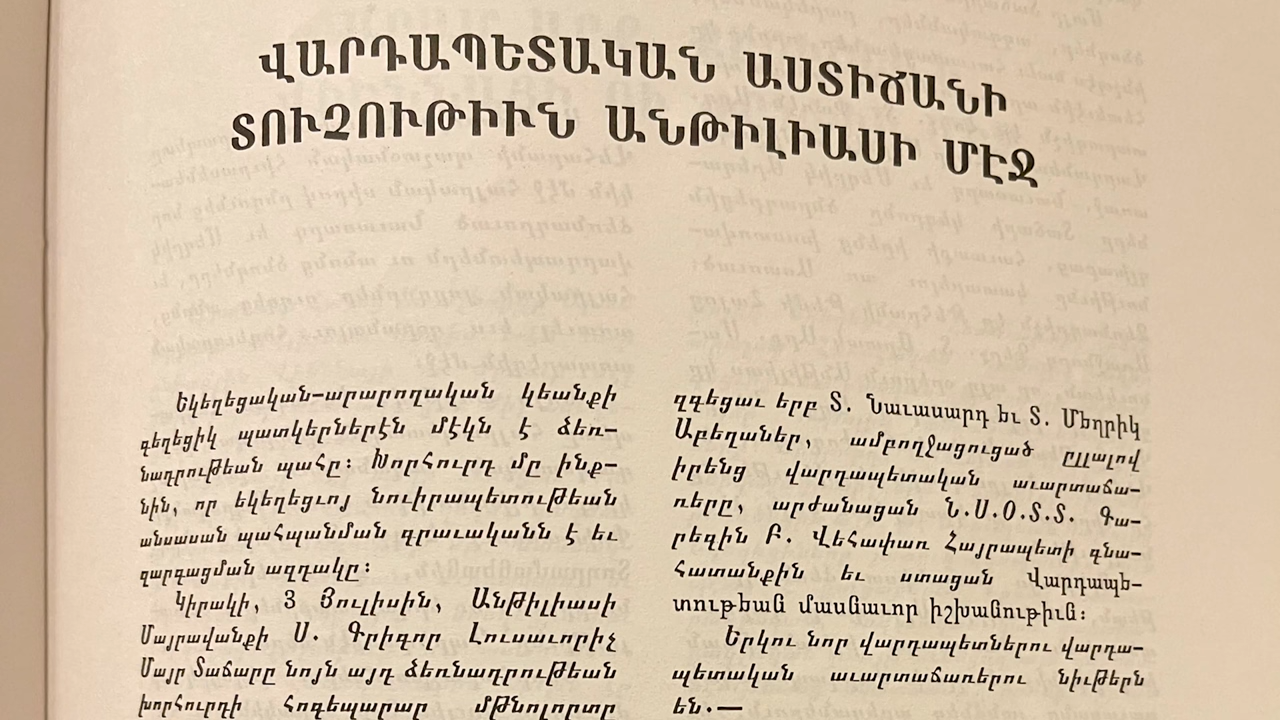 ՎԱՐԴԱՊԵՏԱԿԱՆ ԱՍՏԻՃԱՆԻ
ՏՈՒՉՈՒԹԻՒՆ ԱՆԹԻԼԻԱՍԻ ՄԷՋ
Եկեղեցական-արարողական կեանքի
գեղեցիկ պատկերներէն մէկն է ձեռ-
նադրութեան պահը։ Խորհուրդ մը ինք-
նին, որ եկեղեցւոյ նուիրապետութեան
անսասան պահպանման գրաւականն է եւ
զարգացման ազդակը։
Կիրակի, 3 Յուլիսին, Անթիլիասի
Մայրավանքի Ս. Գրիգոր Լուսաւորիչ
Մայր Տաճարը նոյն այդ ձեռնադրութեան
խորհուրդի հոգեպարար մթնոլորտը
զգեցաւ երբ Տ. Նաւասարդ եւ Տ. Մեղրիկ
Աբեղաներ, ամբողջացուցած ըլլալով
իրենց վարդապետական աւարտաճա-
ռերը, արժանացան Ն.Ս.Օ.Տ.Տ. Գա-
րեգին Բ. Վեհափառ Հայրապետի գնա-
հատանքին եւ ստացան Վարդապե-
տութեան մասնաւոր իշխանութիւն։
Երկու նոր վարդապետներու վարդա-
պետական աւարտաճառերու նիւթերն
են.—